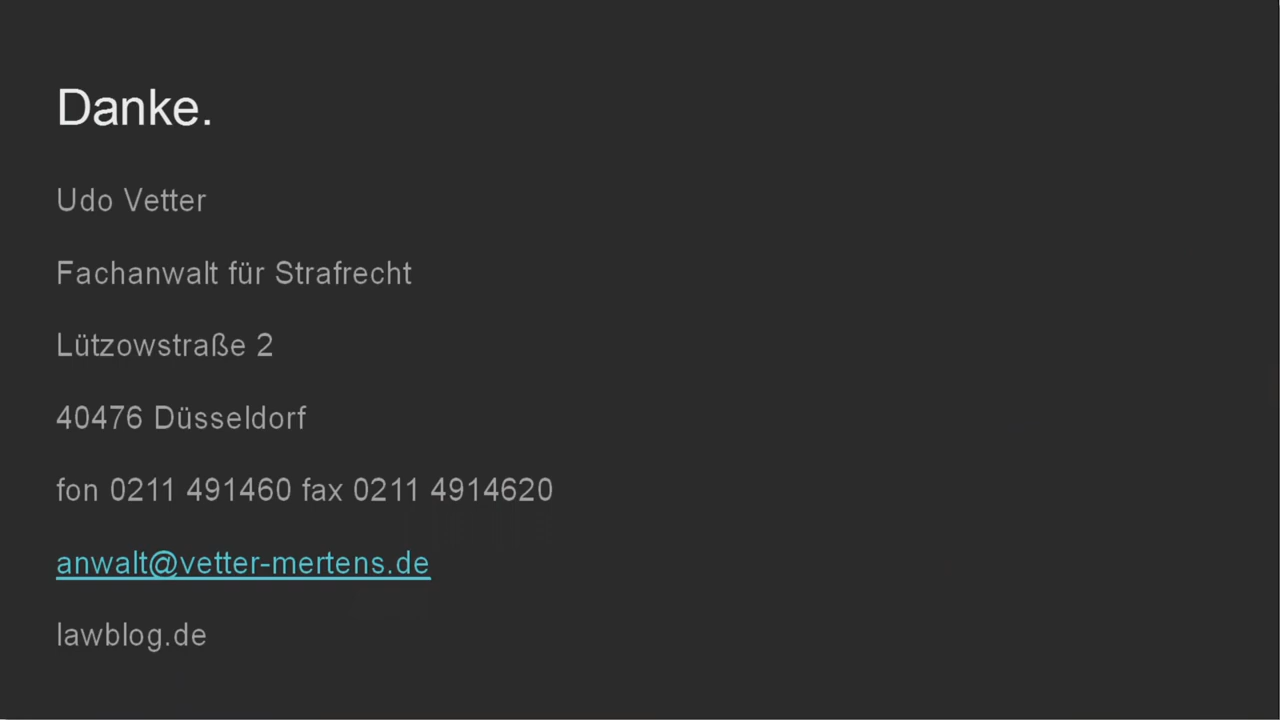 Danke.
Udo Vetter
Fachanwalt für Strafrecht
Lützowstraße 2
40476 Düsseldorf
fon 0211 491460 fax 0211 4914620
anwalt@vetter-mertens.de
lawblog.de